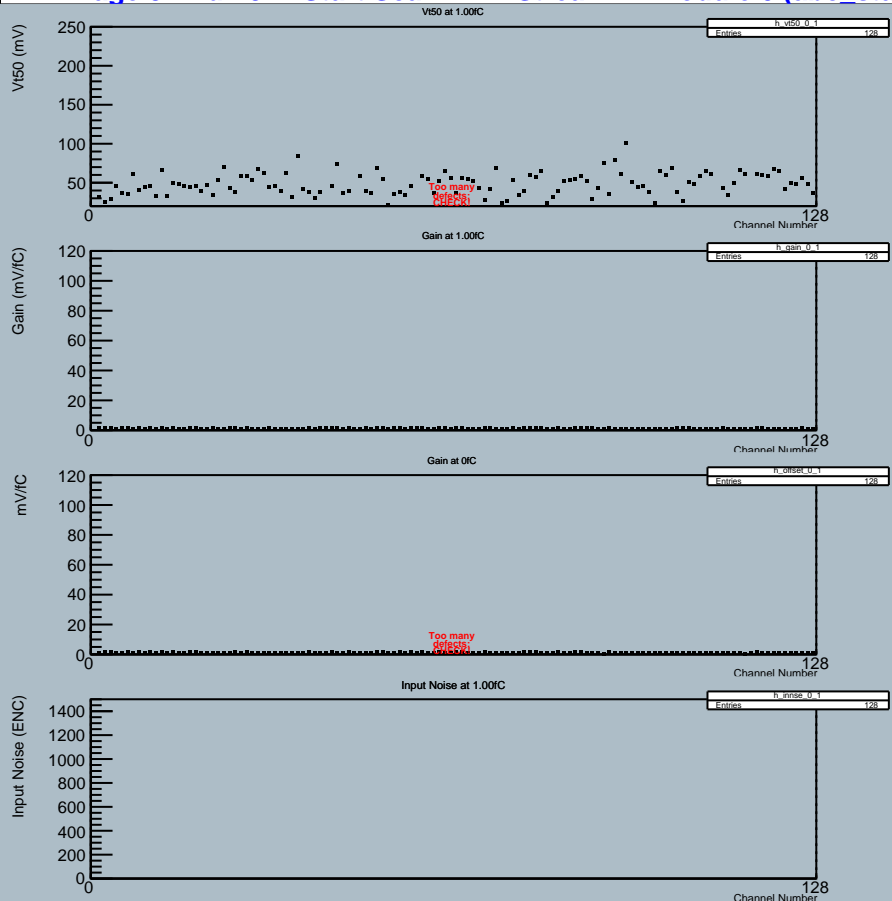 Vt50 at 1.00fC
h_vt50_0_1
Entries 128
Vt50 (mV)
250
200
150
100
50
Too many
defects:
CHECK!
0
128
Channel Number
Gain at 1.00fC
h_gain_0_1
Entries 128
Gain (mV/fC)
120
100
80
60
40
20
0
0
128
Channel Number
Gain at 0fC
h_offset_0_1
Entries 128
mV/fC
120
100
80
60
40
20
Too many
defects:
CHECK!
0
0
128
Channel Number
Input Noise at 1.00fC
h_innse_0_1
Entries 128
Input Noise (ENC)
1400
1200
1000
800
600
400
200
0
0
128
Channel Number